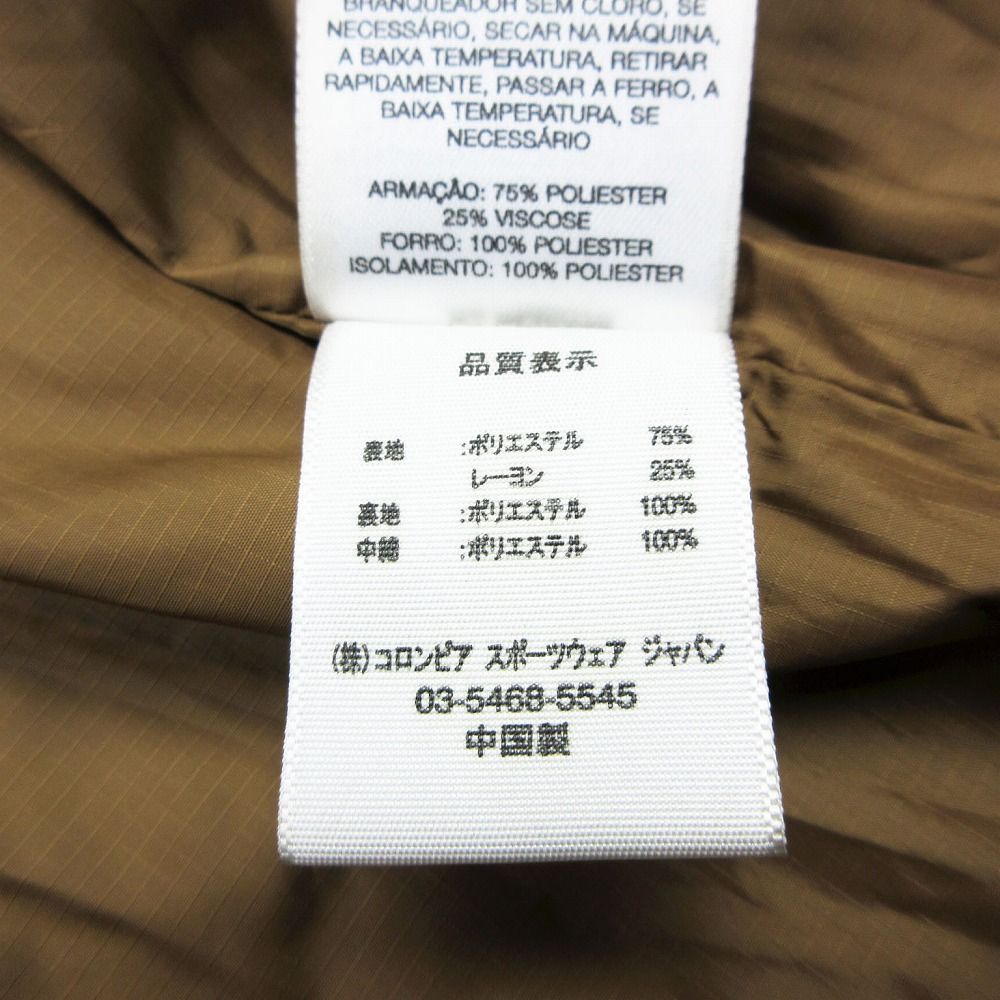 BRANQUEADOR SEM CLORO, SE
NECESSÁRIO, SECAR NA MÁQUINA,
A BAIXA TEMPERATURA, RETIRAR
RAPIDAMENTE, PASSAR A FERRO, A
BAIXA TEMPERATURA, SE
NECESSÁRIO
ARMAÇÃO: 75% POLIESTER
25% VISCOSE
FORRO: 100% POLIESTER
ISOLAMENTO: 100% POLIESTER
品質表示
表地 :ポリエステル 75%
レーヨン 25%
裏地 :ポリエステル 100%
中綿 :ポリエステル 100%
(株)コロンビア スポーツウェア ジャパン
03-5468-5545
中国製